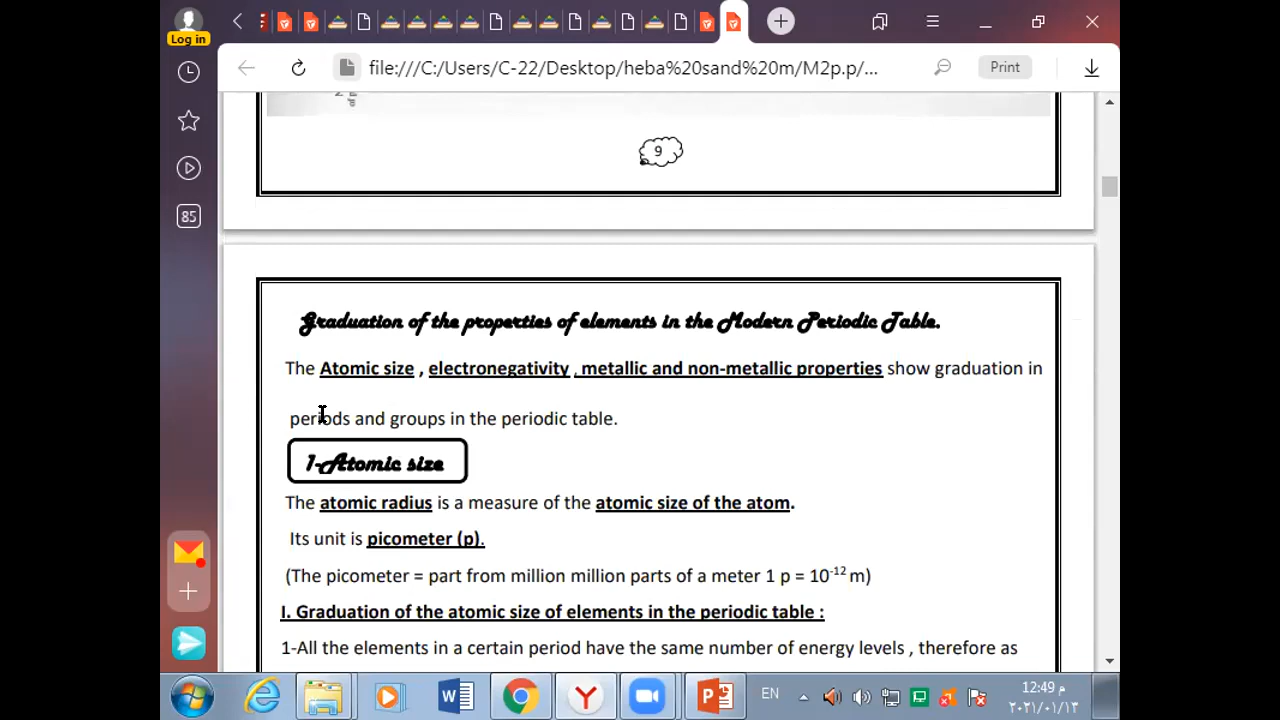 Log in
file:///C:/Users/C-22/Desktop/heba%20sand%20m/M2p.p/...
Print
85
9
Graduation of the properties of elements in the Modern Periodic Table.
The Atomic size , electronegativity , metallic and non-metallic properties show graduation in
periods and groups in the periodic table.
1-Atomic size
The atomic radius is a measure of the atomic size of the atom.
Its unit is picometer (p).
(The picometer = part from million million parts of a meter 1 p = 10⁻¹² m)
I. Graduation of the atomic size of elements in the periodic table :
1-All the elements in a certain period have the same number of energy levels , therefore as
EN
12:49 م
٢٠٢١/٠١/١٣